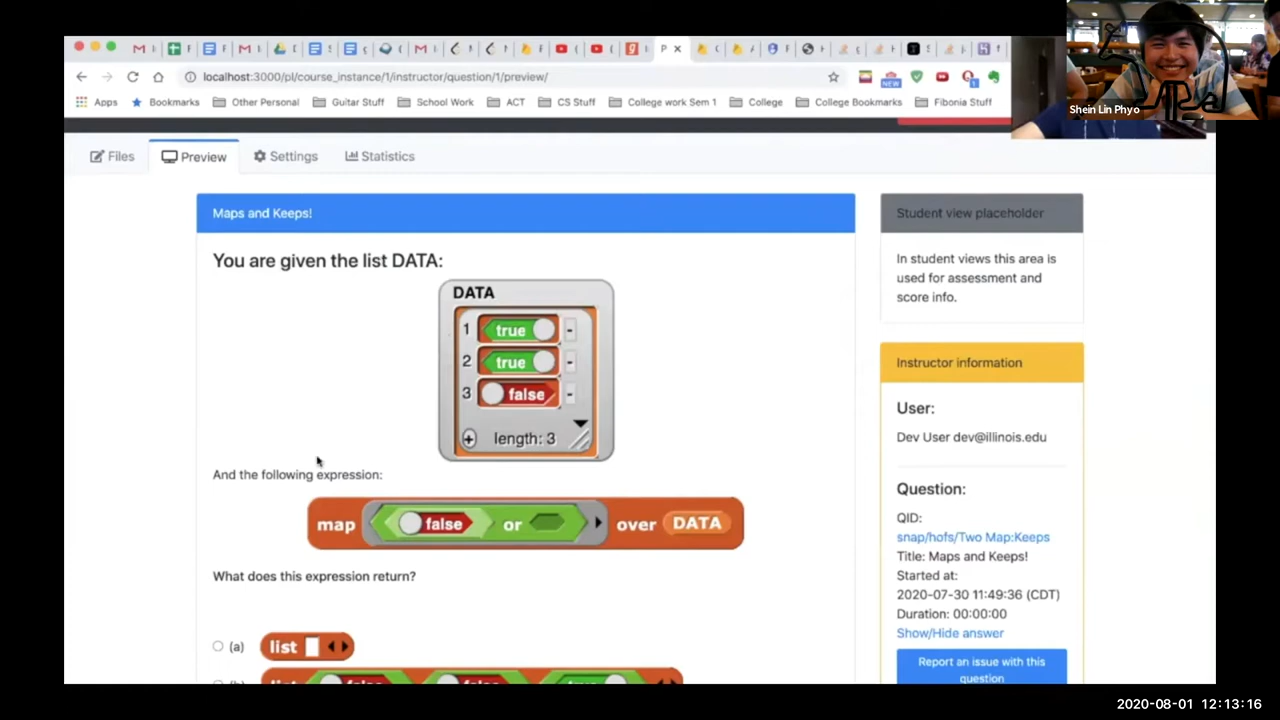 localhost:3000/pl/course_instance/1/instructor/question/1/preview/
NEW
Apps Bookmarks Other Personal Guitar Stuff School Work ACT CS Stuff College work Sem 1 College College Bookmarks Fibonia Stuff
Shein Lin Phyo
Files Preview Settings Statistics
Maps and Keeps!
You are given the list DATA:
DATA
1 true -
2 true -
3 false -
+ length: 3
And the following expression:
map false or over DATA
What does this expression return?
(a) list
Student view placeholder
In student views this area is
used for assessment and
score info.
Instructor information
User:
Dev User dev@illinois.edu
Question:
QID:
snap/hofs/Two Map:Keeps
Title: Maps and Keeps!
Started at:
2020-07-30 11:49:36 (CDT)
Duration: 00:00:00
Show/Hide answer
Report an issue with this
question
2020-08-01 12:13:16